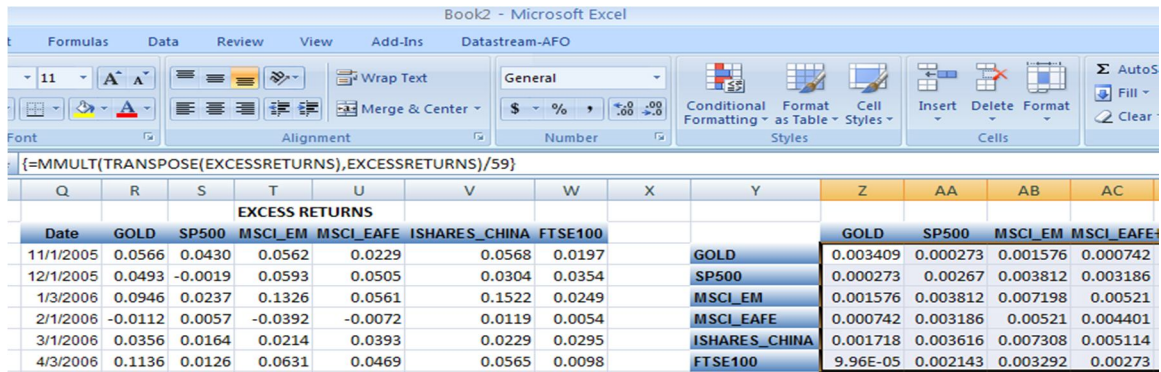 Book2 - Microsoft Excel
Formulas Data Review View Add-Ins Datastream-AFO
11 A A Wrap Text General Σ AutoS
Fill
A Merge & Center $ % , .0 .00 .00 .0 Conditional Format Cell Insert Delete Format
Formatting as Table Styles Clear
Font Alignment Number Styles Cells
{=MMULT(TRANSPOSE(EXCESSRETURNS),EXCESSRETURNS)/59}
Q R S T U V W X Y Z AA AB AC
EXCESS RETURNS
Date GOLD SP500 MSCI_EM MSCI_EAFE ISHARES_CHINA FTSE100 GOLD SP500 MSCI_EM MSCI_EAFE
11/1/2005 0.0566 0.0430 0.0562 0.0229 0.0568 0.0197 GOLD 0.003409 0.000273 0.001576 0.000742
12/1/2005 0.0493 -0.0019 0.0593 0.0505 0.0304 0.0354 SP500 0.000273 0.00267 0.003812 0.003186
1/3/2006 0.0946 0.0237 0.1326 0.0561 0.1522 0.0249 MSCI_EM 0.001576 0.003812 0.007198 0.00521
2/1/2006 -0.0112 0.0057 -0.0392 -0.0072 0.0119 0.0054 MSCI_EAFE 0.000742 0.003186 0.00521 0.004401
3/1/2006 0.0356 0.0164 0.0214 0.0393 0.0229 0.0295 ISHARES_CHINA 0.001718 0.003616 0.007308 0.005114
4/3/2006 0.1136 0.0126 0.0631 0.0469 0.0565 0.0098 FTSE100 9.96E-05 0.002143 0.003292 0.00273